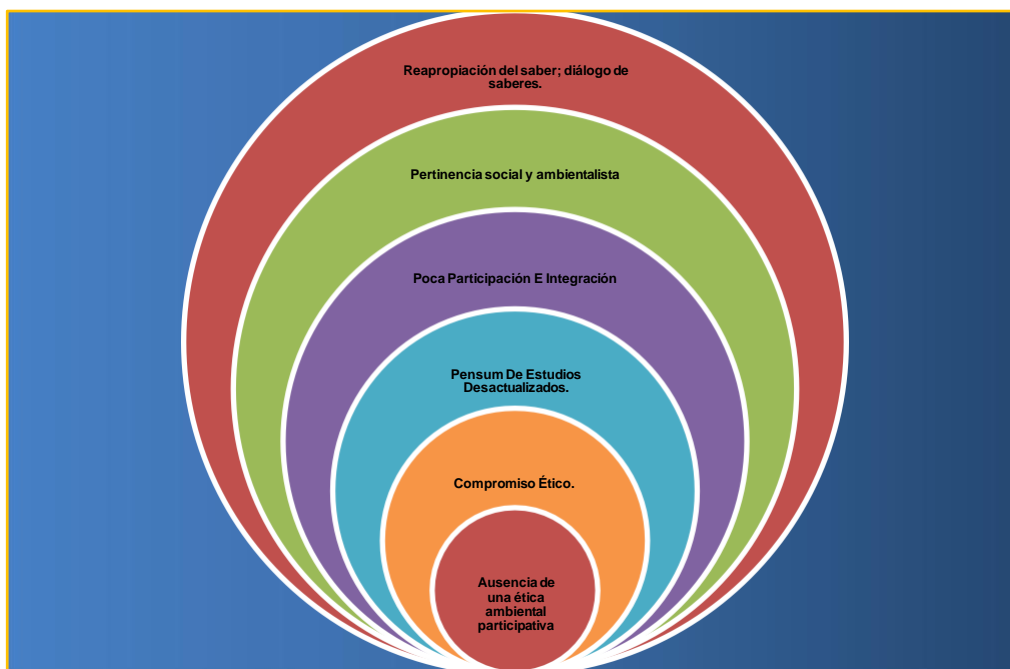 Reapropiación del saber; diálogo de
saberes.
Pertinencia social y ambientalista
Poca Participación E Integración
Pensum De Estudios
Desactualizados.
Compromiso Ético.
Ausencia de
una ética
ambiental
participativa